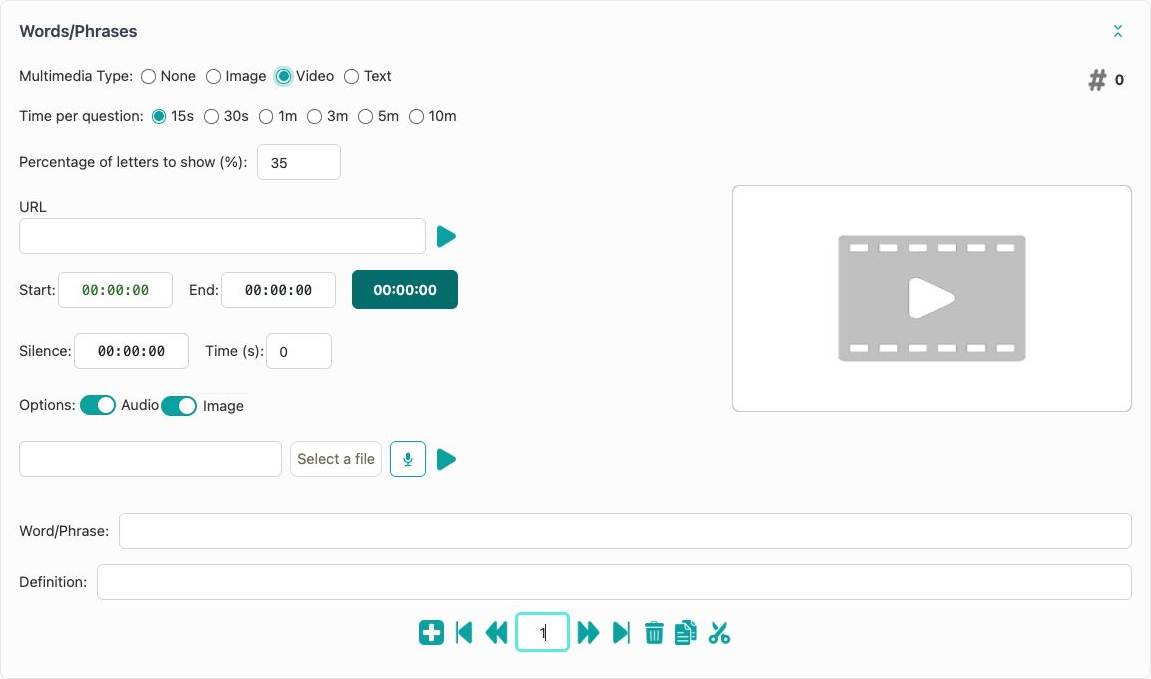 Words/Phrases
Multimedia Type: None Image Video Text
# 0
Time per question: 15s 30s 1m 3m 5m 10m
Percentage of letters to show (%): 35
URL
Start: 00:00:00 End: 00:00:00 00:00:00
Silence: 00:00:00 Time (s): 0
Options: Audio Image
Select a file
Word/Phrase:
Definition:
1